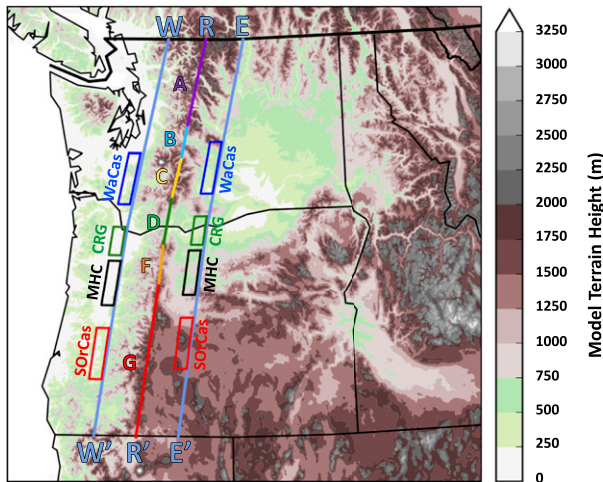 W R E
A
B
C
WaCas
WaCas
D
CRG
CRG
F
MHC
MHC
SOrCas
SOrCas
G
W' R' E'
3250
3000
2750
2500
2250
2000
1750
1500
1250
1000
750
500
250
0
Model Terrain Height (m)